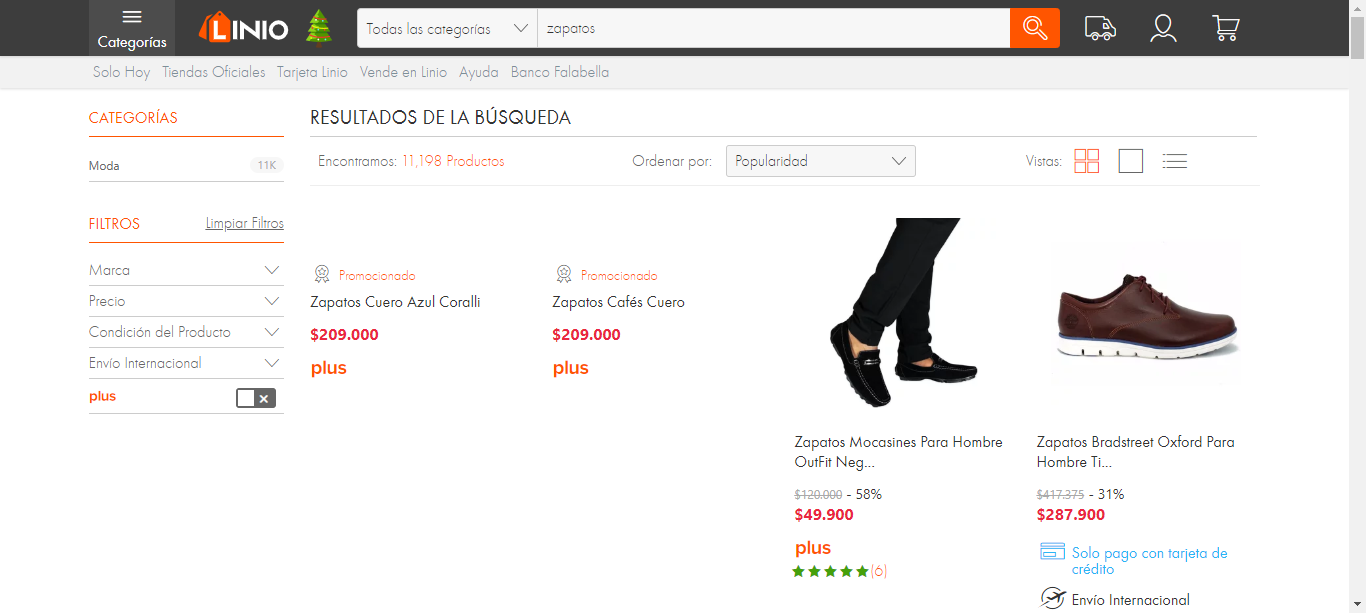 Categorías
LINIO
Todas las categorías
zapatos
Solo Hoy Tiendas Oficiales Tarjeta Linio Vende en Linio Ayuda Banco Falabella
CATEGORÍAS
Moda 11K
FILTROS Limpiar Filtros
Marca
Precio
Condición del Producto
Envío Internacional
plus
RESULTADOS DE LA BÚSQUEDA
Encontramos: 11,198 Productos
Ordenar por: Popularidad
Vistas:
Promocionado
Zapatos Cuero Azul Coralli
$209.000
plus
Promocionado
Zapatos Cafés Cuero
$209.000
plus
Zapatos Mocasines Para Hombre
OutFit Neg...
$120.000 - 58%
$49.900
plus
(6)
Zapatos Bradstreet Oxford Para
Hombre Ti...
$417.375 - 31%
$287.900
Solo pago con tarjeta de
crédito
Envío Internacional